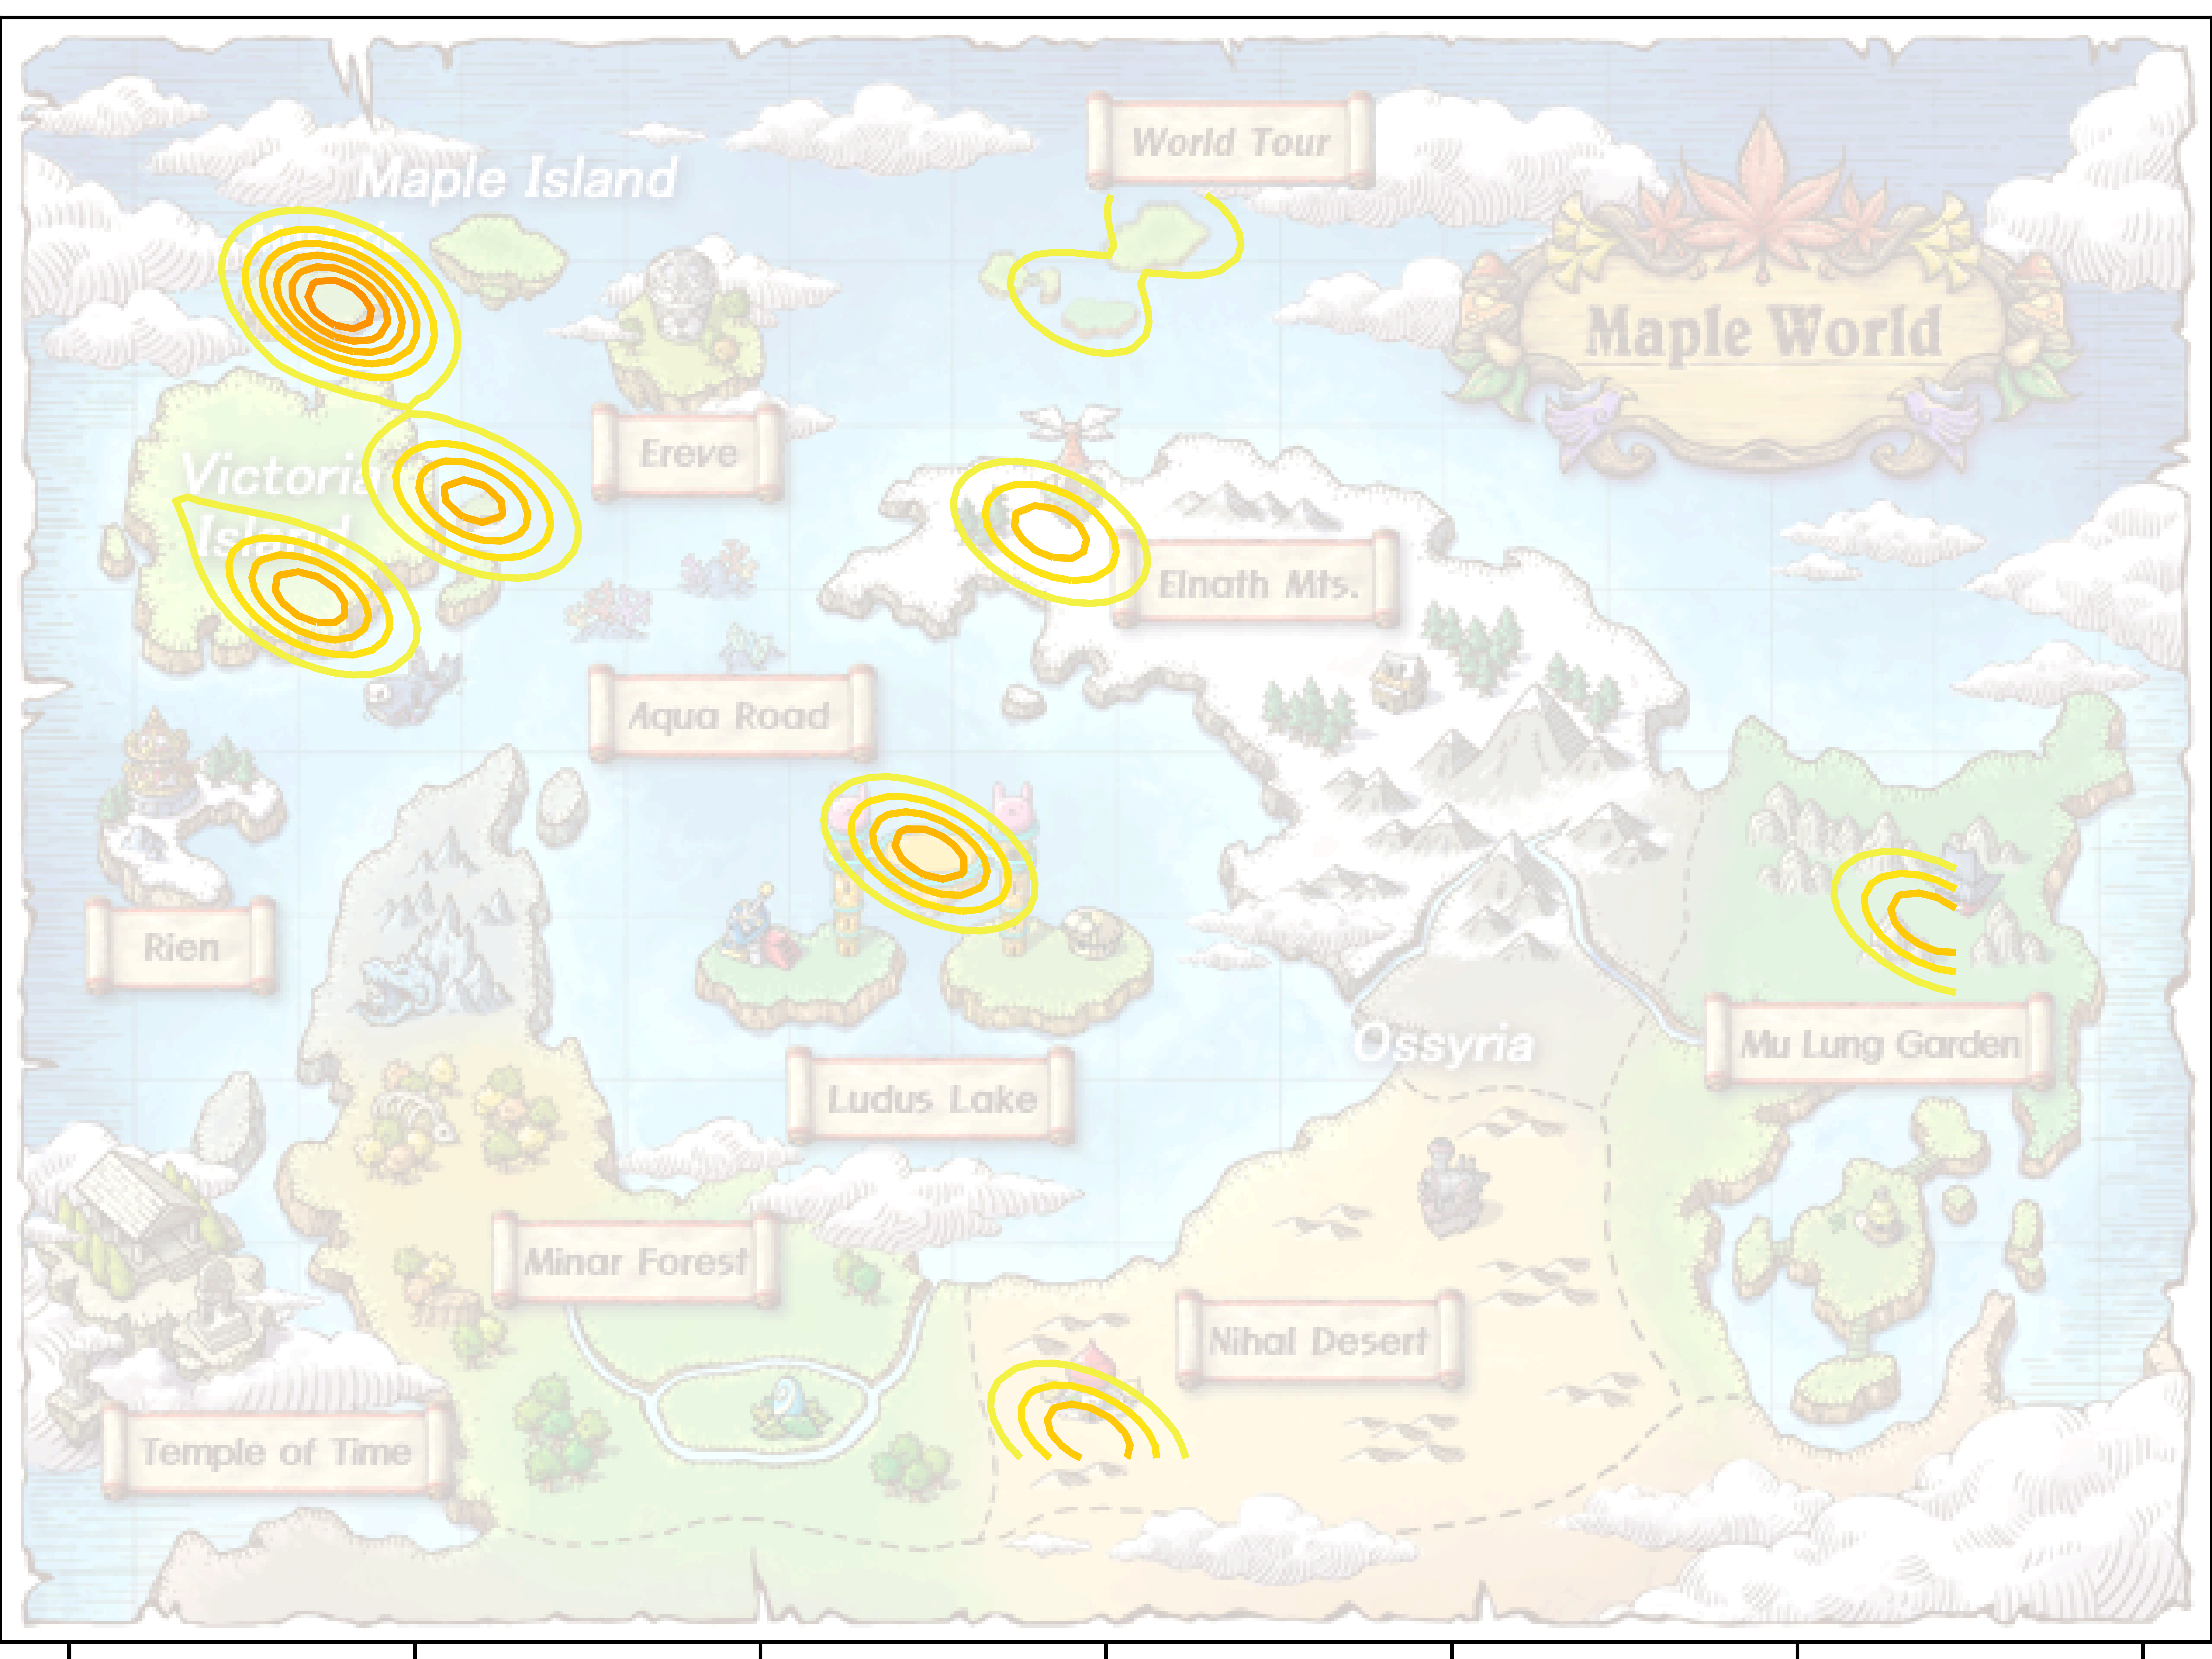 World Tour
Maple Island
Maple World
Ereve
Victoria
Island
Elnath Mts.
Aqua Road
Rien
Ossyria
Mu Lung Garden
Ludus Lake
Minar Forest
Nihal Desert
Temple of Time